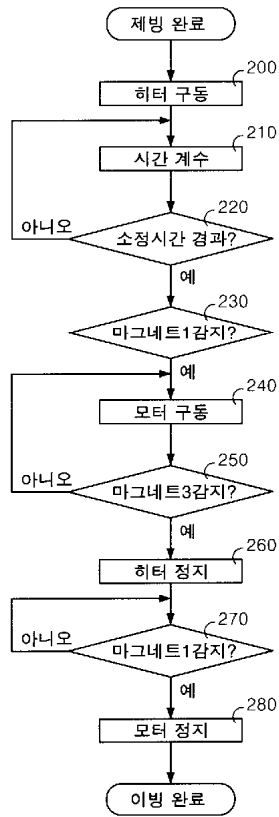 제빙 완료
200
히터 구동
210
시간 계수
220
소정시간 경과?
아니오
예
230
마그네트1감지?
예
240
모터 구동
250
마그네트3감지?
아니오
예
260
히터 정지
270
마그네트1감지?
아니오
예
280
모터 정지
이빙 완료